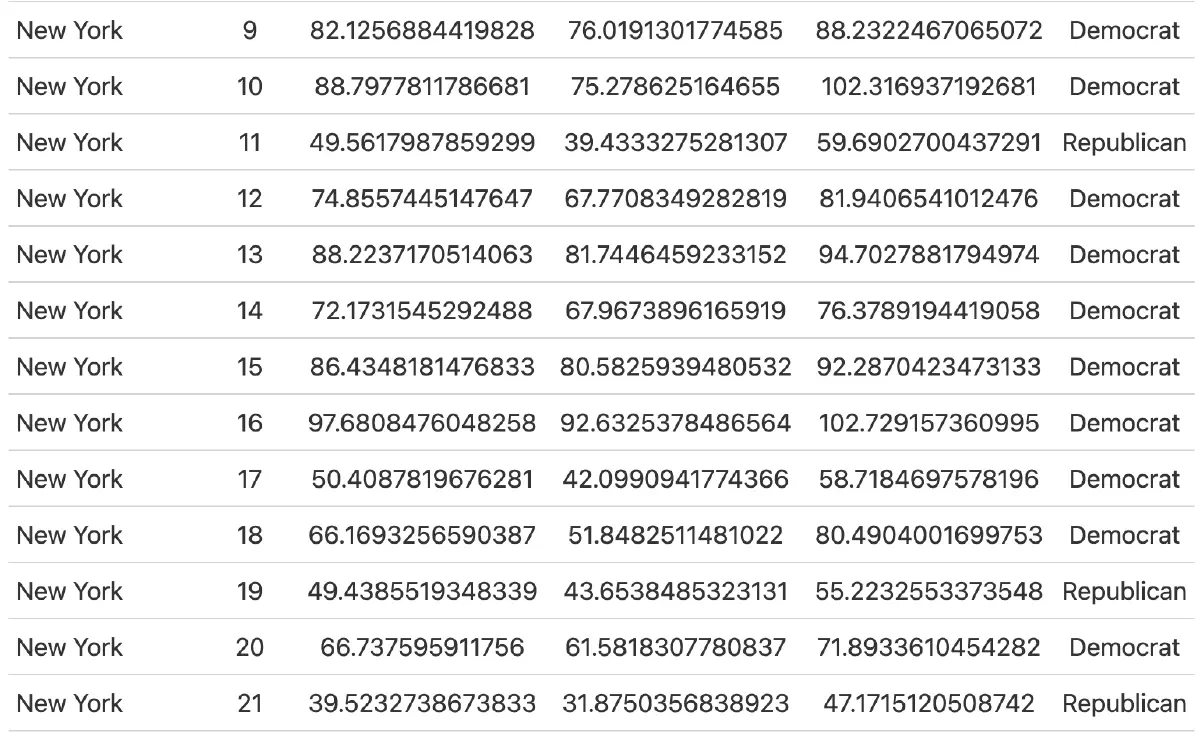 New York 9 82.1256884419828 76.0191301774585 88.2322467065072 Democrat
New York 10 88.7977811786681 75.278625164655 102.316937192681 Democrat
New York 11 49.5617987859299 39.4333275281307 59.6902700437291 Republican
New York 12 74.8557445147647 67.7708349282819 81.9406541012476 Democrat
New York 13 88.2237170514063 81.7446459233152 94.7027881794974 Democrat
New York 14 72.1731545292488 67.9673896165919 76.3789194419058 Democrat
New York 15 86.4348181476833 80.5825939480532 92.2870423473133 Democrat
New York 16 97.6808476048258 92.6325378486564 102.729157360995 Democrat
New York 17 50.4087819676281 42.0990941774366 58.7184697578196 Democrat
New York 18 66.1693256590387 51.8482511481022 80.4904001699753 Democrat
New York 19 49.4385519348339 43.6538485323131 55.2232553373548 Republican
New York 20 66.737595911756 61.5818307780837 71.8933610454282 Democrat
New York 21 39.5232738673833 31.8750356838923 47.1715120508742 Republican